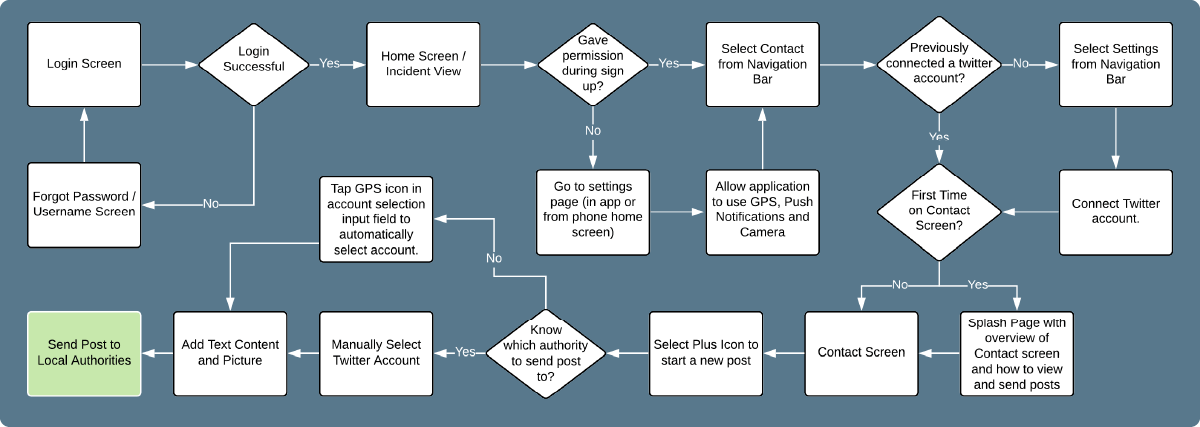 Login Screen
Login
Successful
Yes
Home Screen /
Incident View
Gave
permission
during sign
up?
Yes
Select Contact
from Navigation
Bar
Previously
connected a twitter
account?
No
Select Settings
from Navigation
Bar
No
Yes
Forgot Password /
Username Screen
No
Tap GPS icon in
account selection
input field to
automatically
select account.
Go to settings
page (in app or
from phone home
screen)
Allow application
to use GPS, Push
Notifications and
Camera
First Time
on Contact
Screen?
Connect Twitter
account.
No
No
Yes
Send Post to
Local Authorities
Add Text Content
and Picture
Manually Select
Twitter Account
Yes
Know
which authority
to send post
to?
Select Plus Icon to
start a new post
Contact Screen
Splash Page with
overview of
Contact screen
and how to view
and send posts